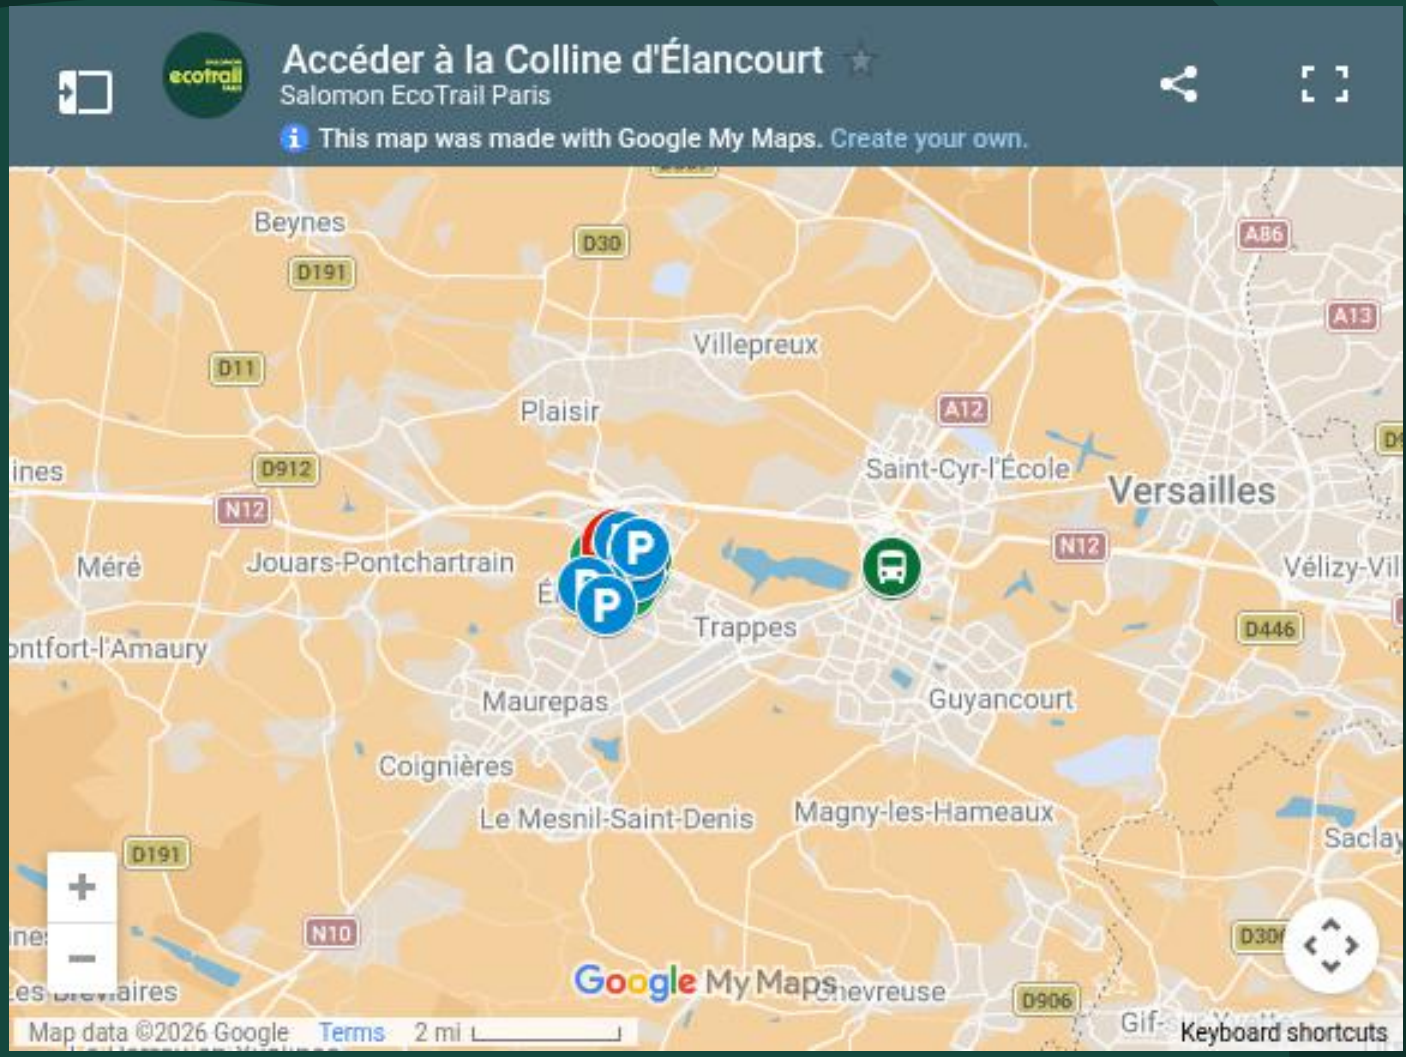 Accéder à la Colline d'Élancourt
Salomon EcoTrail Paris
ecotrail
This map was made with Google My Maps. Create your own.
Beynes
D30
A86
D191
A13
Villepreux
D11
A12
Plaisir
Saint-Cyr-l'École
ines
D912
Versailles
N12
P
N12
Méré
Jouars-Pontchartrain
Vélizy-Vil
P
Trappes
D446
ontfort-l'Amaury
Maurepas
Guyancourt
Coignières
Le Mesnil-Saint-Denis
Magny-les-Hameaux
Saclay
D191
+
N10
−
Google My Maps
hevreuse
D906
Gif-
Map data ©2026 Google Terms 2 mi
Keyboard shortcuts